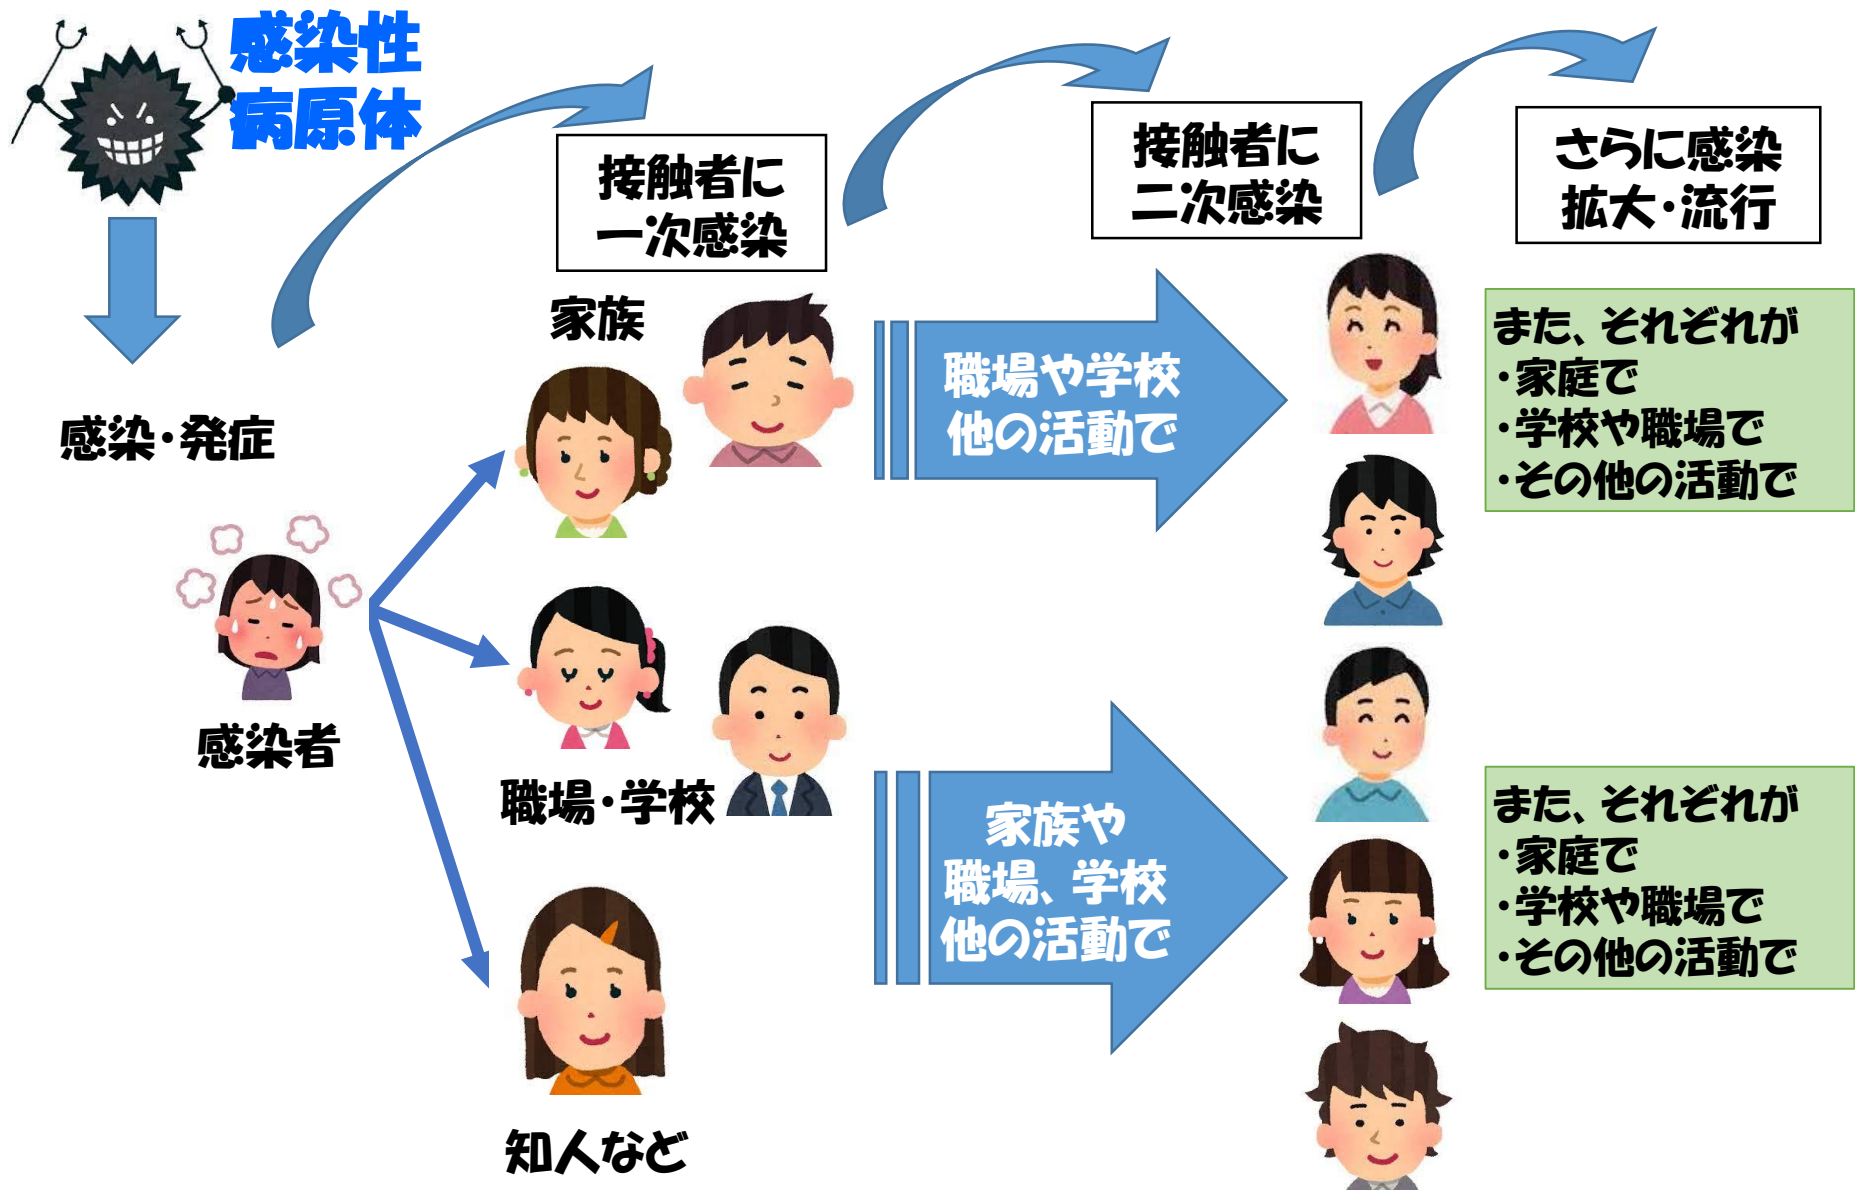 感染性
病原体
接触者に
一次感染
接触者に
二次感染
さらに感染
拡大・流行
感染・発症
感染者
家族
職場・学校
知人など
職場や学校
他の活動で
家族や
職場、学校
他の活動で
また、それぞれが
・家庭で
・学校や職場で
・その他の活動で
また、それぞれが
・家庭で
・学校や職場で
・その他の活動で